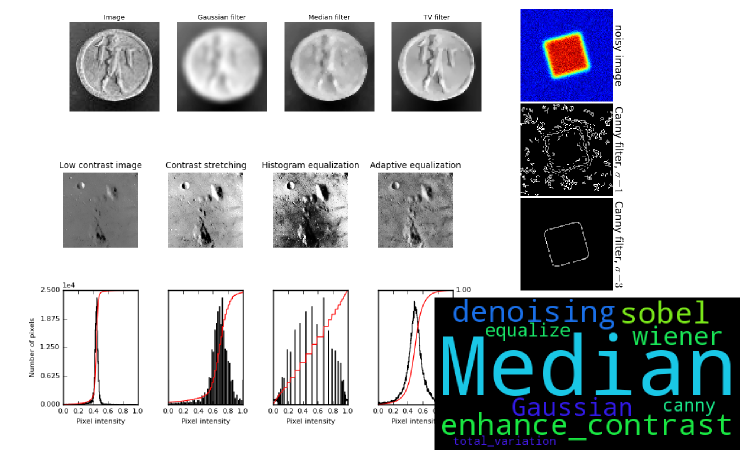 Image Gaussian filter Median filter TV filter
noisy image
Canny filter, σ=1
Canny filter, σ=3
Low contrast image Contrast stretching Histogram equalization Adaptive equalization
1e4
2.500
1.875
1.250
0.625
0.000
Number of pixels
0.0 0.2 0.4 0.6 0.8 1.0
Pixel intensity
0.0 0.2 0.4 0.6 0.8 1.0
Pixel intensity
0.0 0.2 0.4 0.6 0.8 1.0
Pixel intensity
1.00
0.0 0.2 0.4 0.6 0.8
Pixel intensity
denoising sobel
equalize wiener
Median
Gaussian canny
enhance_contrast
total_variation